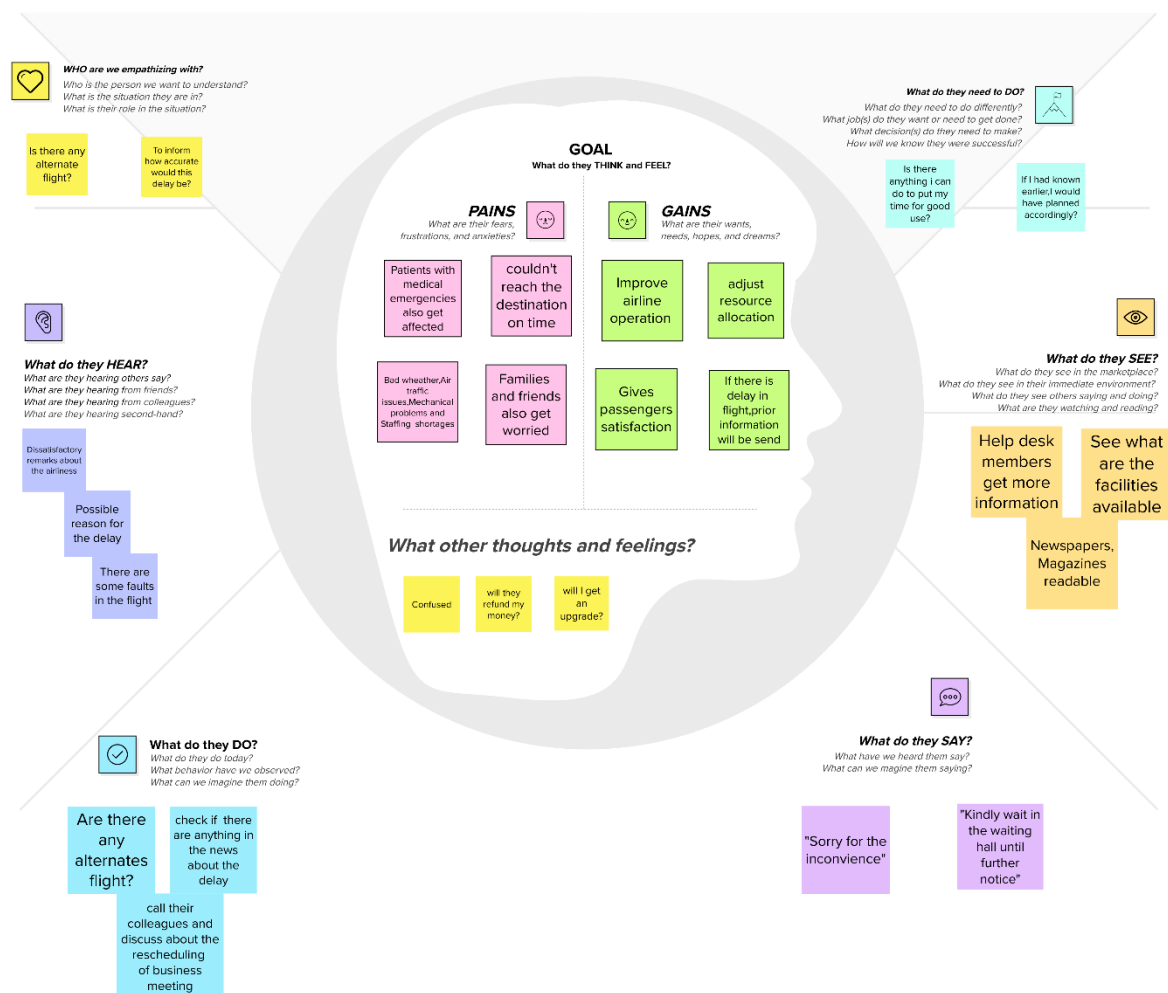 WHO are we empathizing with?
Who is the person we want to understand?
What is the situation they are in?
What is their role in the situation?
Is there any
alternate
flight?
To inform
how accurate
would this
delay be?
GOAL
What do they THINK and FEEL?
PAINS
What are their fears,
frustrations, and anxieties?
GAINS
What are their wants,
needs, hopes, and dreams?
Patients with
medical
emergencies
also get
affected
couldn't
reach the
destination
on time
Improve
airline
operation
adjust
resource
allocation
Bad wheather,Air
traffic
issues,Mechanical
problems and
Staffing shortages
Families
and friends
also get
worried
Gives
passengers
satisfaction
If there is
delay in
flight,prior
information
will be send
What other thoughts and feelings?
Confused
will they
refund my
money?
will I get
an
upgrade?
What do they need to DO?
What do they need to do differently?
What job(s) do they want or need to get done?
What decision(s) do they need to make?
How will we know they were successful?
Is there
anything i can
do to put my
time for good
use?
If I had known
earlier,I would
have planned
accordingly?
What do they HEAR?
What are they hearing others say?
What are they hearing from friends?
What are they hearing from colleagues?
What are they hearing second-hand?
Dissatisfactory
remarks about
the airliness
Possible
reason for
the delay
There are
some faults
in the flight
What do they SEE?
What do they see in the marketplace?
What do they see in their immediate environment?
What do they see others saying and doing?
What are they watching and reading?
Help desk
members
get more
information
See what
are the
facilities
available
Newspapers,
Magazines
readable
What do they DO?
What do they do today?
What behavior have we observed?
What can we imagine them doing?
Are there
any
alternates
flight?
check if there
are anything in
the news
about the
delay
call their
colleagues and
discuss about the
rescheduling
of business
meeting
What do they SAY?
What have we heard them say?
What can we magine them saying?
"Sorry for the
inconvience"
"Kindly wait in
the waiting
hall until
further
notice"